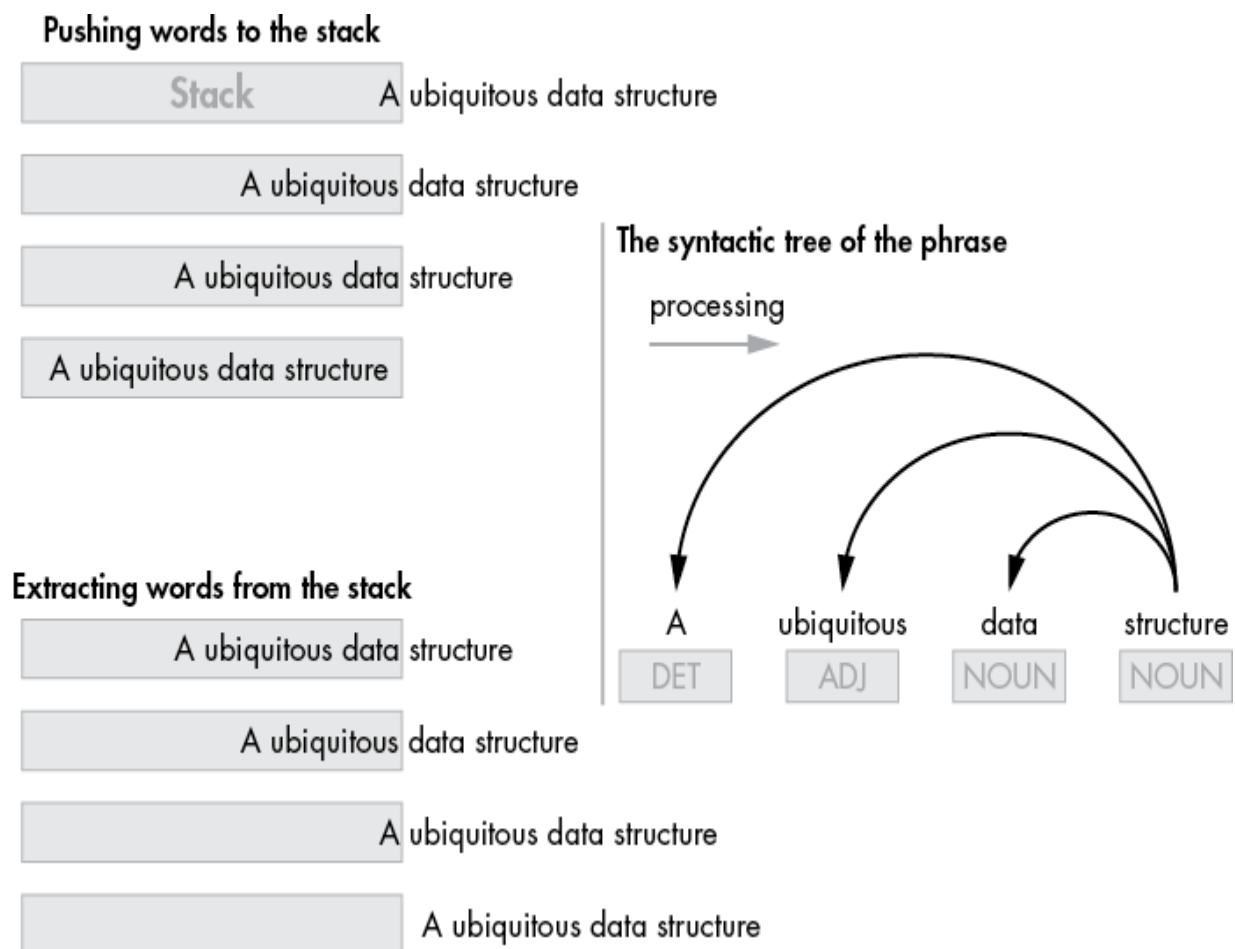 Pushing words to the stack
Stack
A ubiquitous data structure
A ubiquitous data structure
A ubiquitous data structure
A ubiquitous data structure
The syntactic tree of the phrase
processing
A ubiquitous data structure
DET ADJ NOUN NOUN
Extracting words from the stack
A ubiquitous data structure
A ubiquitous data structure
A ubiquitous data structure
A ubiquitous data structure